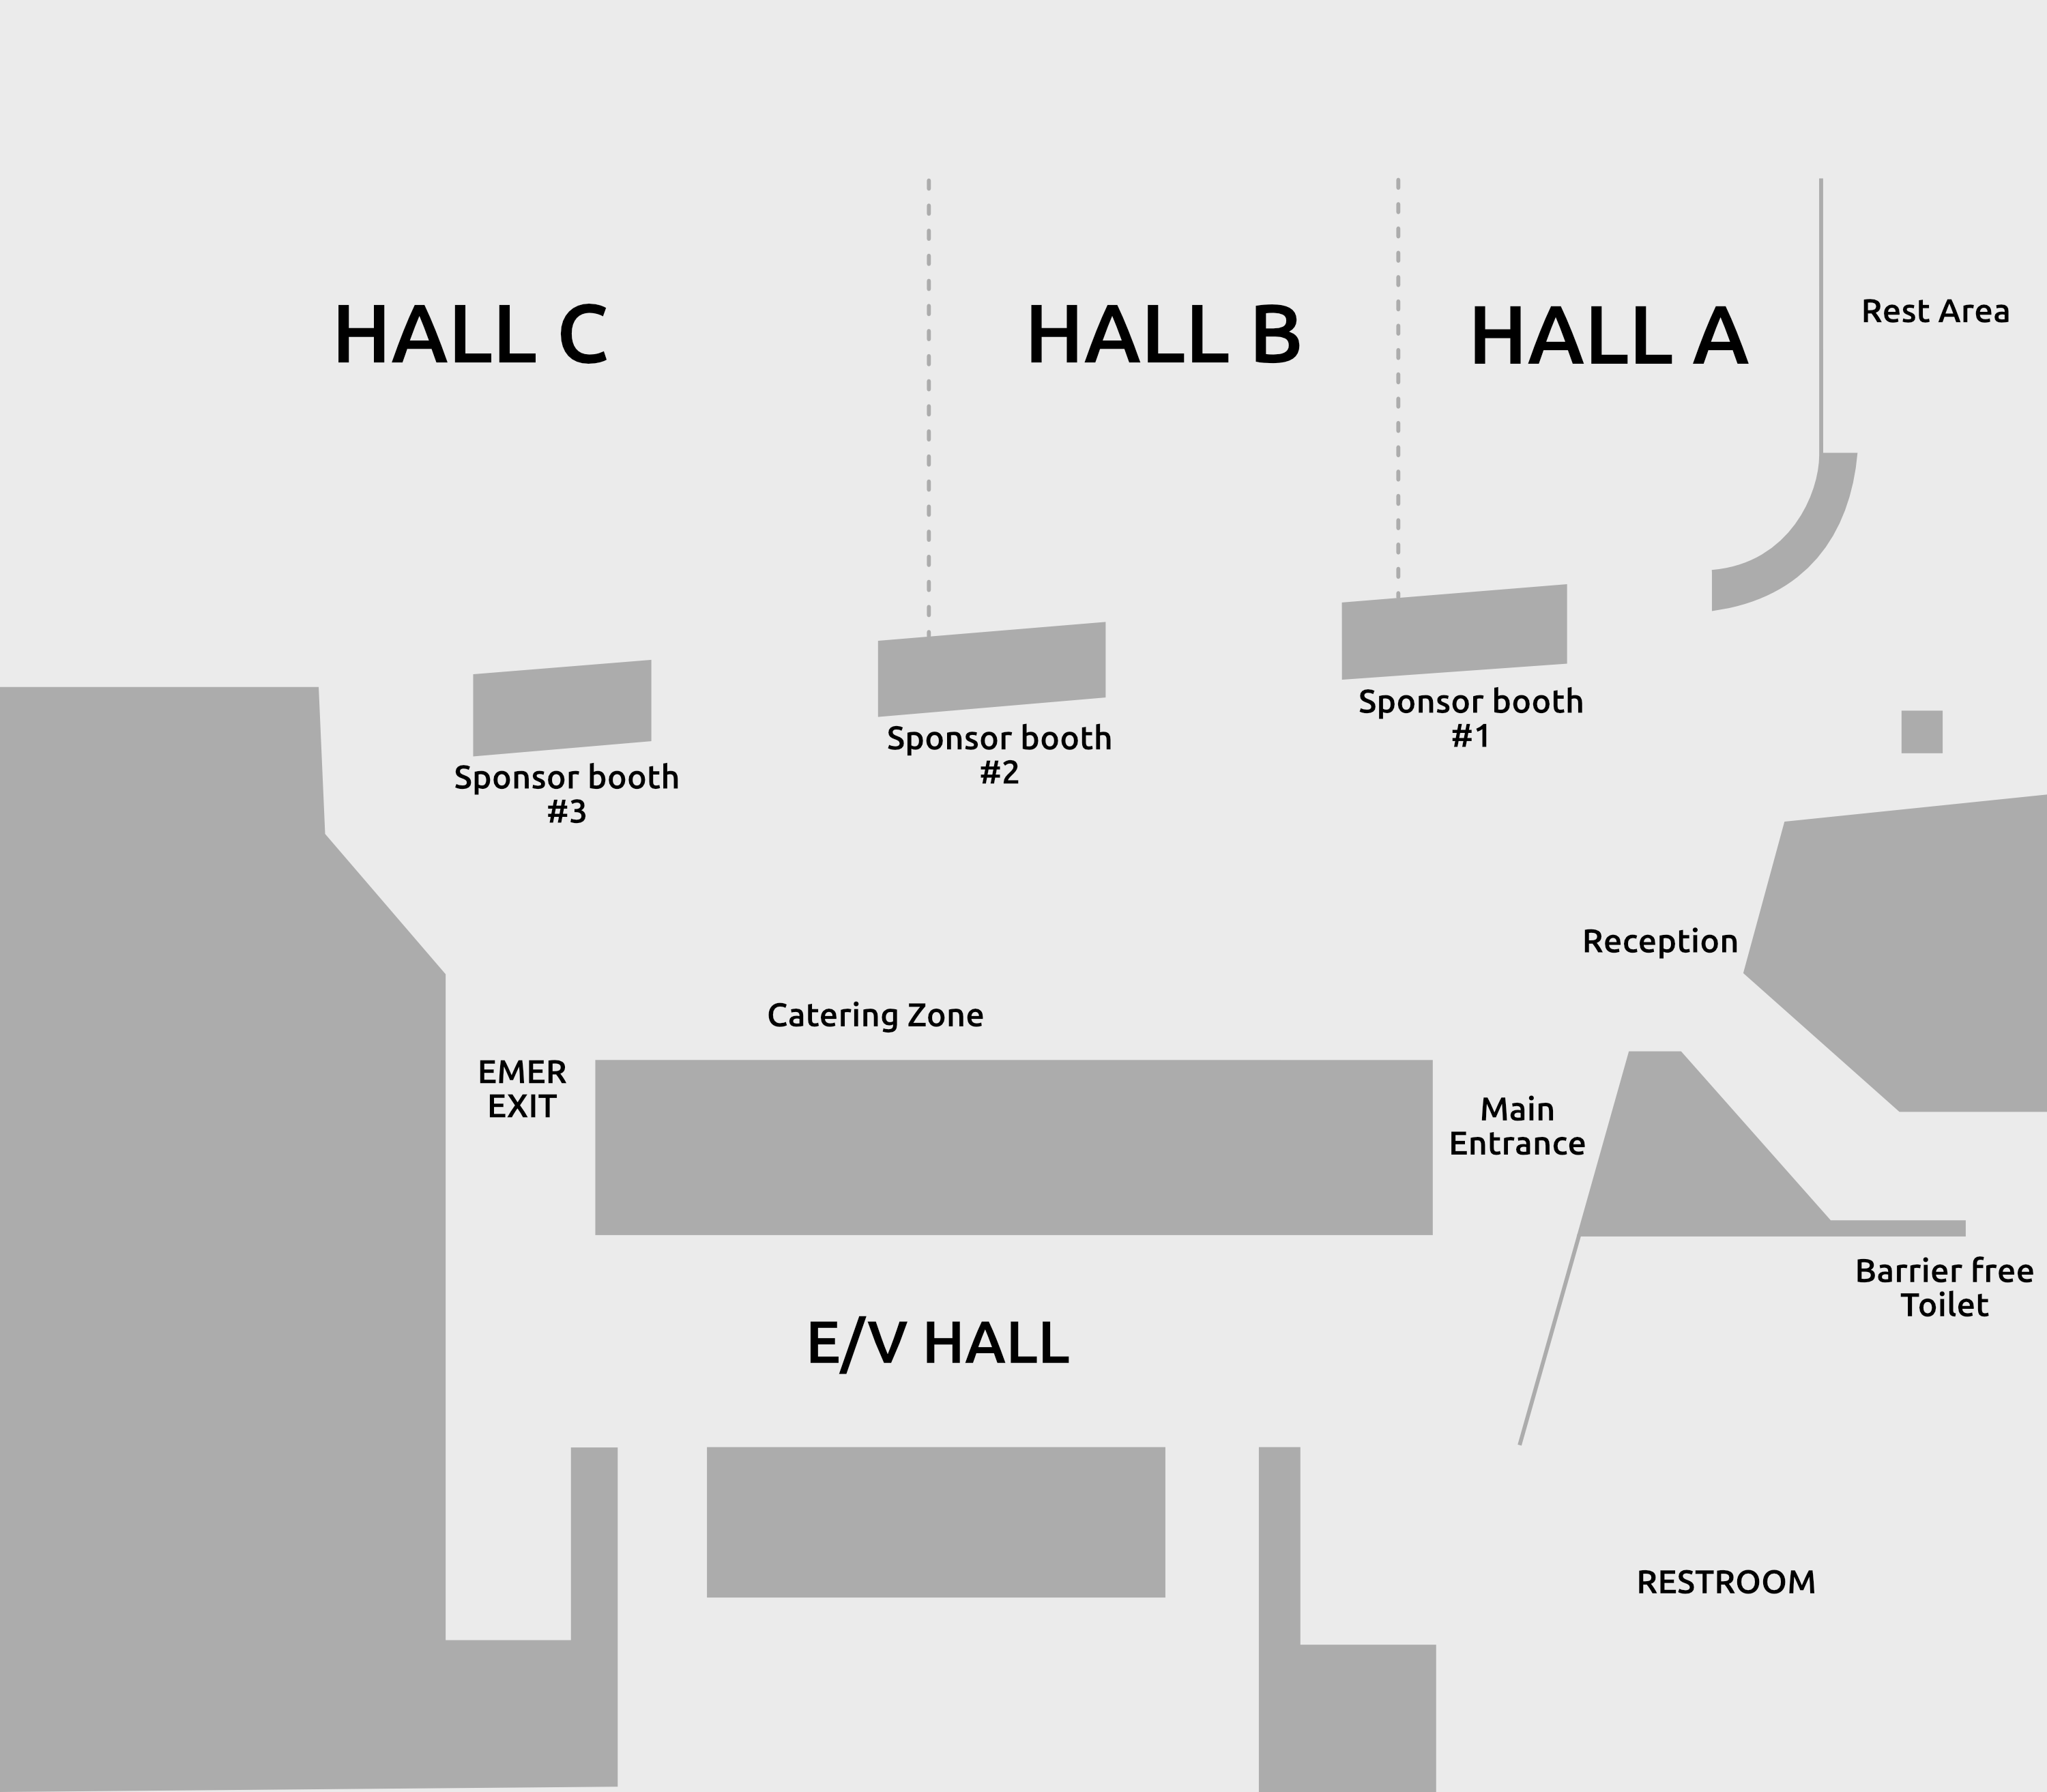 HALL C
HALL B
HALL A
Rest Area
Sponsor booth
#1
Sponsor booth
#2
Sponsor booth
#3
Reception
Catering Zone
EMER
EXIT
Main
Entrance
Barrier free
Toilet
E/V HALL
RESTROOM